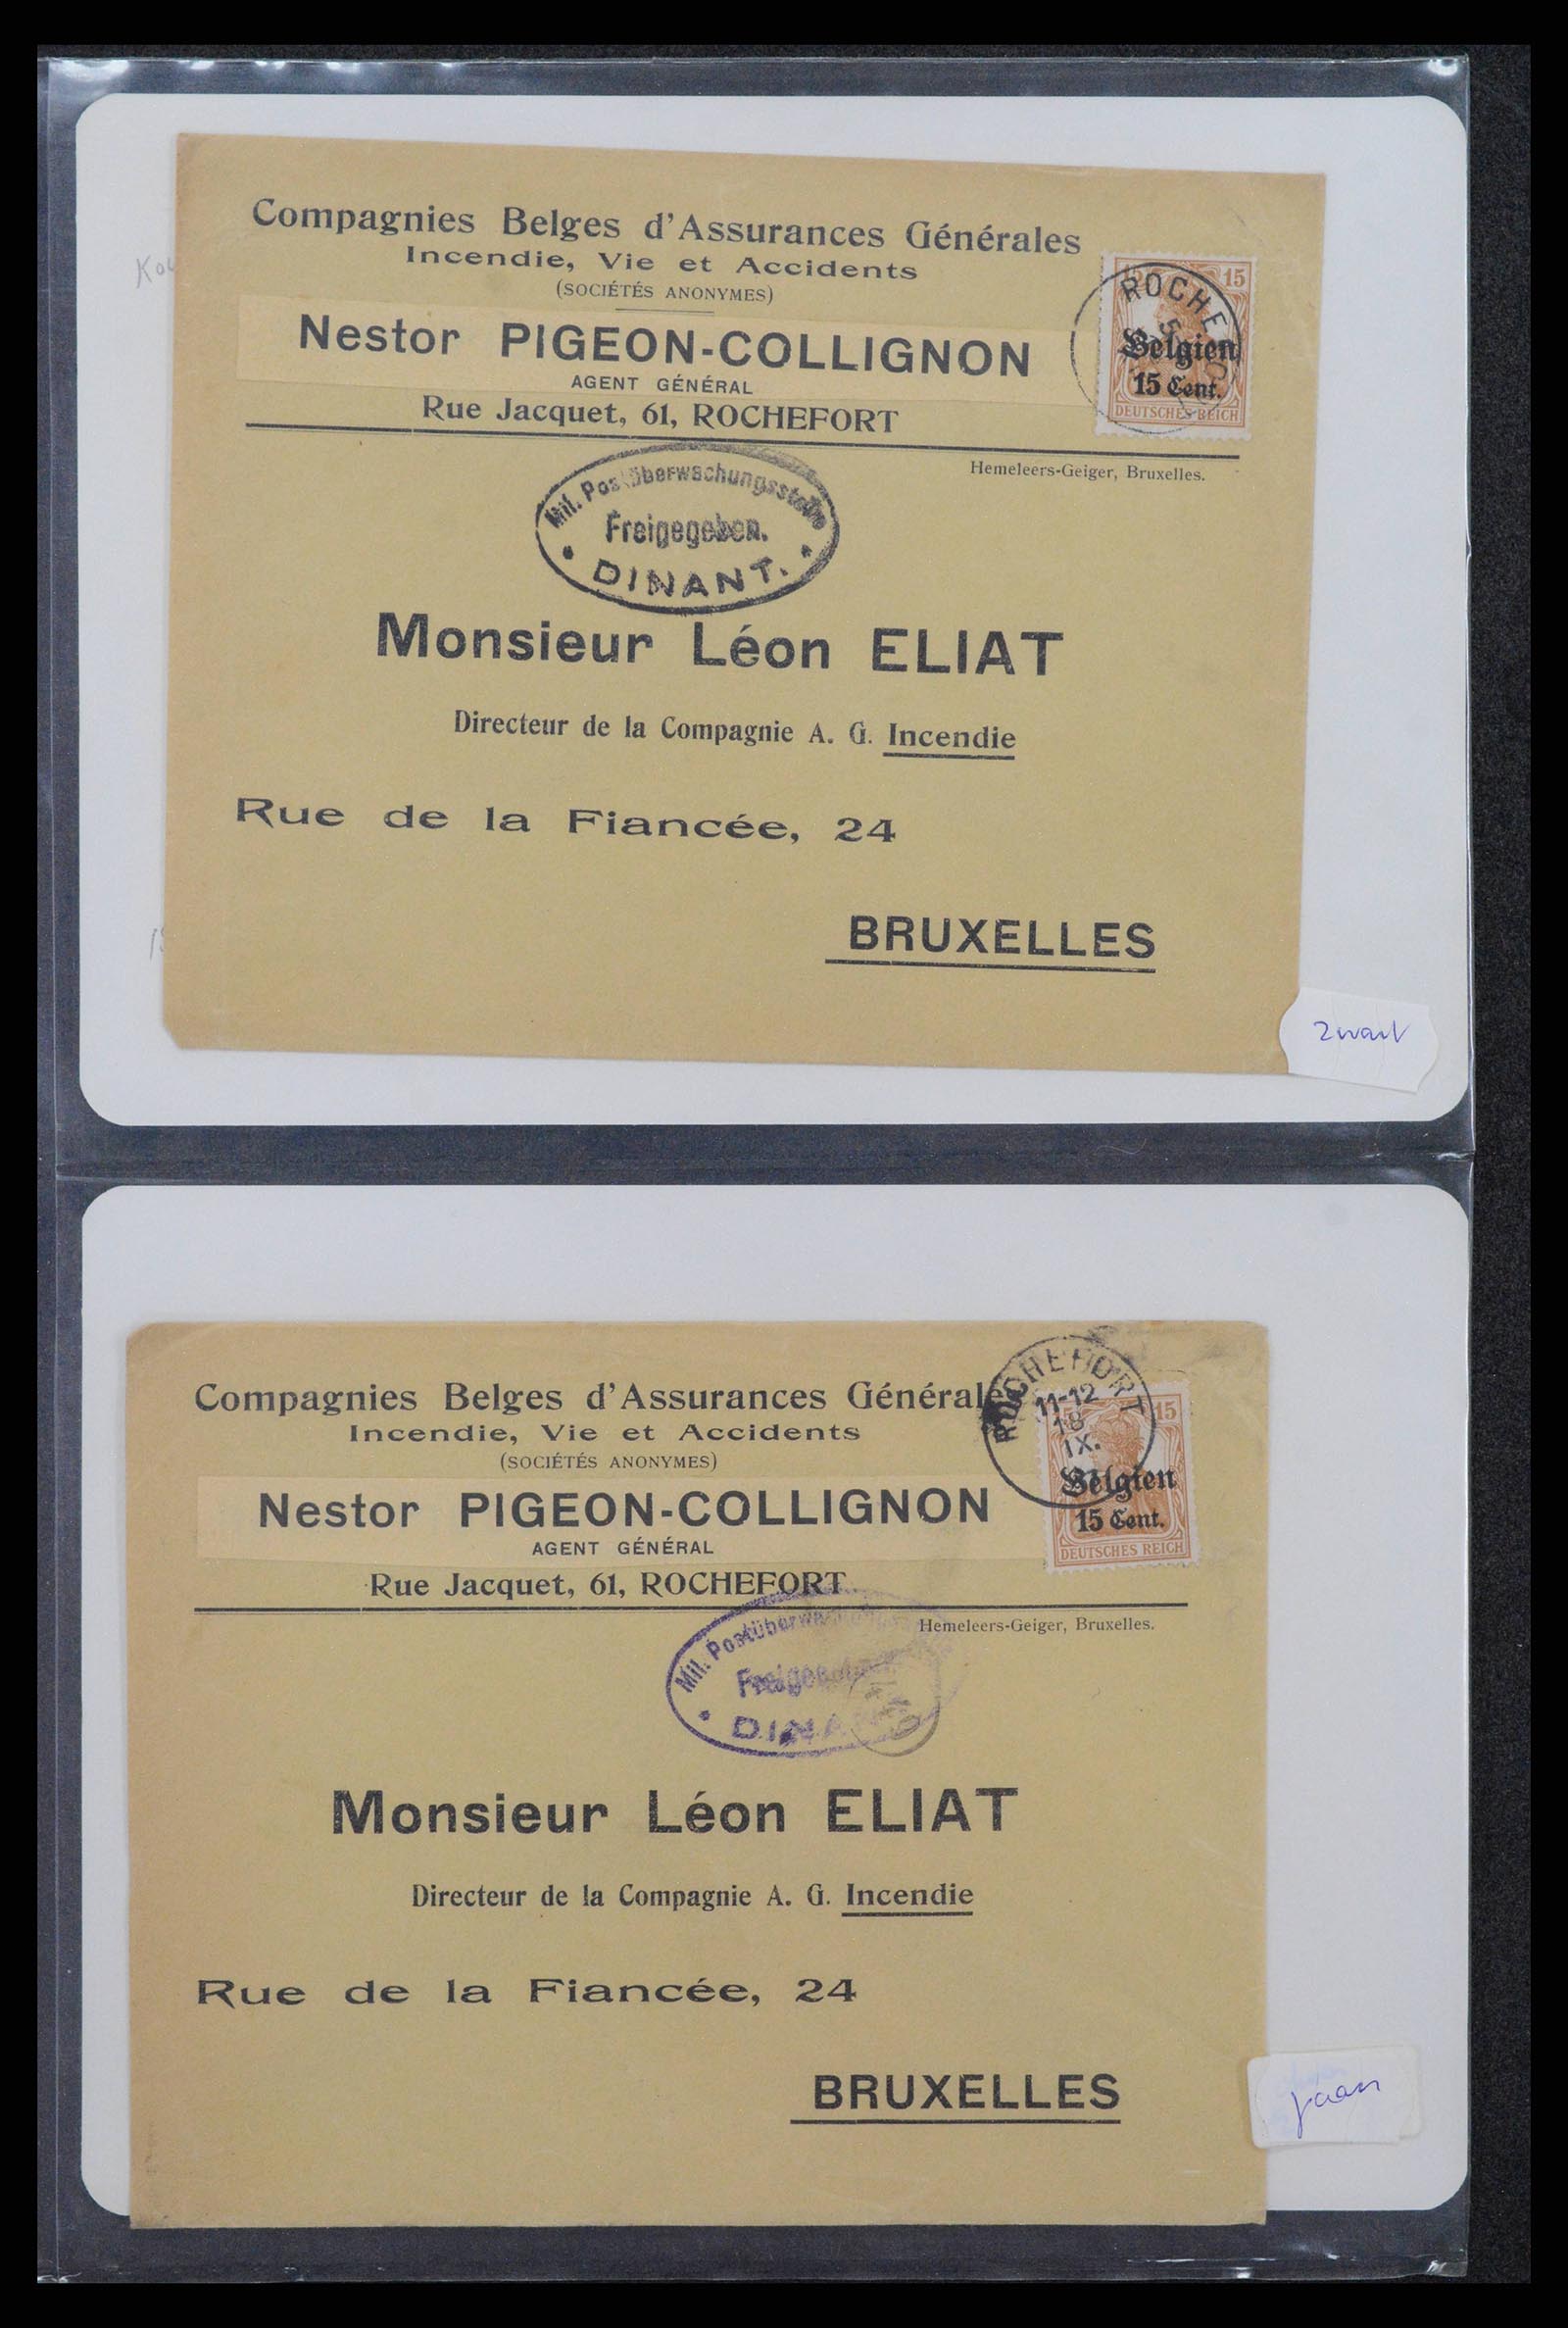 Compagnies Belges d'Assurances Générales
Incendie, Vie et Accidents
(SOCIÉTÉS ANONYMES)
Nestor PIGEON-COLLIGNON
AGENT GÉNÉRAL
Rue Jacquet, 61, ROCHEFORT
15
Belgien
15 Cent.
DEUTSCHES REICH
Hemeleers-Geiger, Bruxelles.
Mil. Postüberwachungsstelle
Freigegeben.
DINANT.
Monsieur Léon ELIAT
Directeur de la Compagnie A. G. Incendie
Rue de la Fiancée, 24
BRUXELLES
zwart
Compagnies Belges d'Assurances Générales
Incendie, Vie et Accidents
(SOCIÉTÉS ANONYMES)
Nestor PIGEON-COLLIGNON
AGENT GÉNÉRAL
Rue Jacquet, 61, ROCHEFORT.
ROCHEFORT
11-12
18
IX.
15
Belgien
15 Cent.
DEUTSCHES REICH
Hemeleers-Geiger, Bruxelles.
Mil.
Monsieur Léon ELIAT
Directeur de la Compagnie A. G. Incendie
Rue de la Fiancée, 24
BRUXELLES